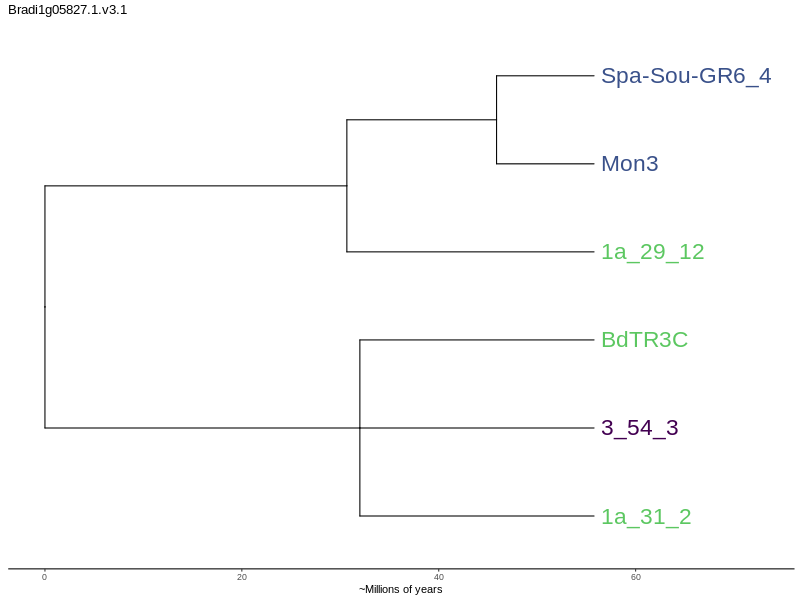 Bradi1g05827.1.v3.1
Spa-Sou-GR6_4
Mon3
1a_29_12
BdTR3C
3_54_3
1a_31_2
0 20 40 60
~Millions of years